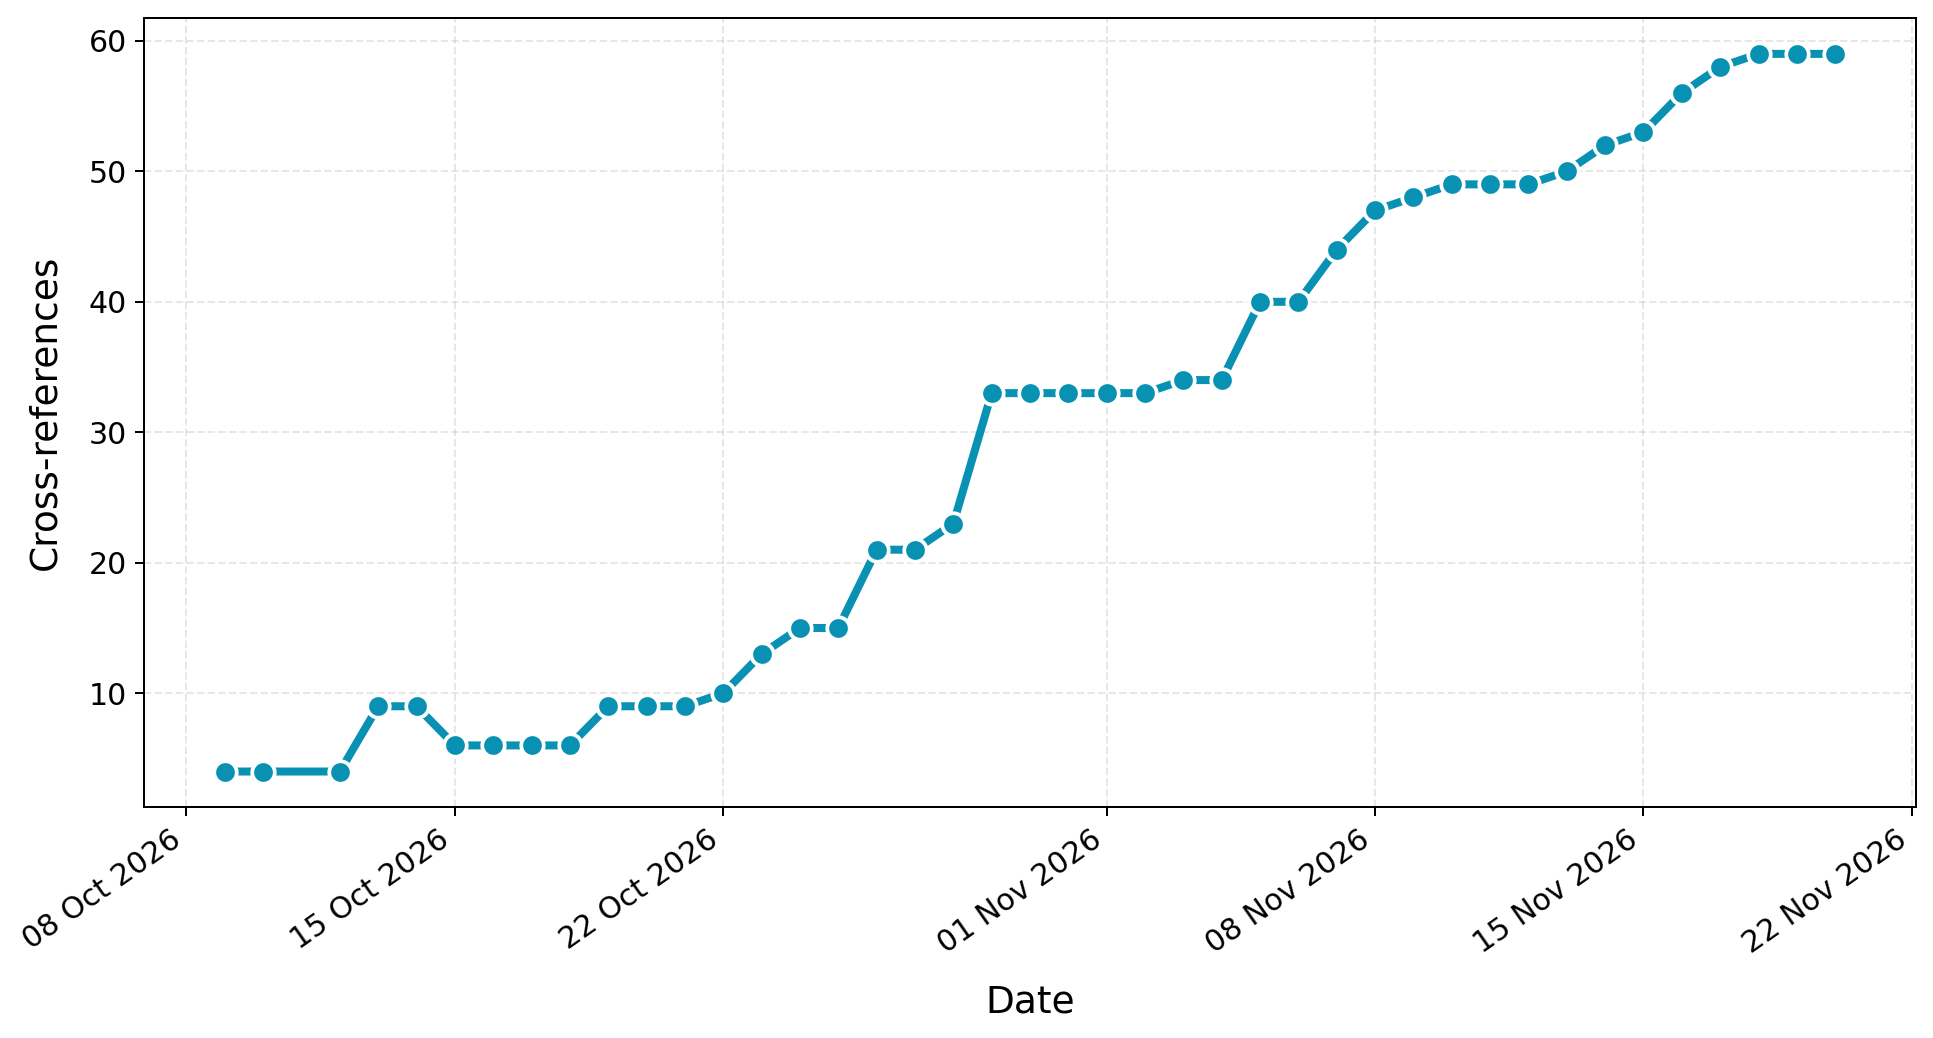 60
50
40
30
20
10
Cross-references
08 Oct 2026
15 Oct 2026
22 Oct 2026
01 Nov 2026
08 Nov 2026
15 Nov 2026
22 Nov 2026
Date